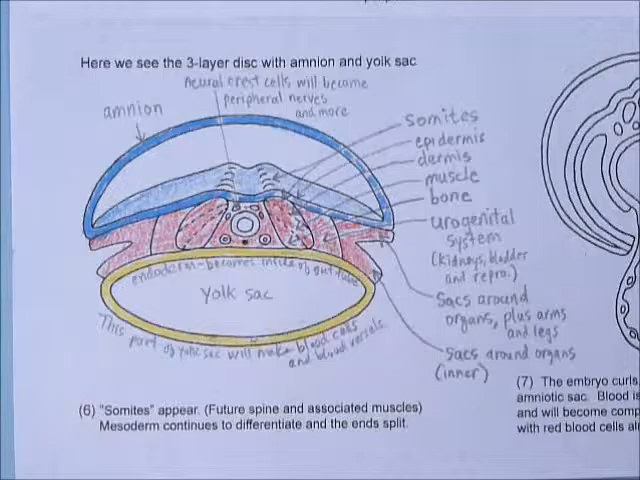 Here we see the 3-layer disc with amnion and yolk sac
neural crest cells will become
peripheral nerves
and more
amnion
somites
epidermis
dermis
muscle
bone
urogenital
system
(kidneys, bladder
and repro.)
Sacs around
organs, plus arms
and legs
Sacs around organs
(inner)
endoderm - becomes inside of gut tube
Yolk sac
This part of yolk sac will make blood cells
and blood vessels
(6) "Somites" appear. (Future spine and associated muscles)
Mesoderm continues to differentiate and the ends split.
(7) The embryo curls,
amniotic sac. Blood is
and will become comp
with red blood cells al